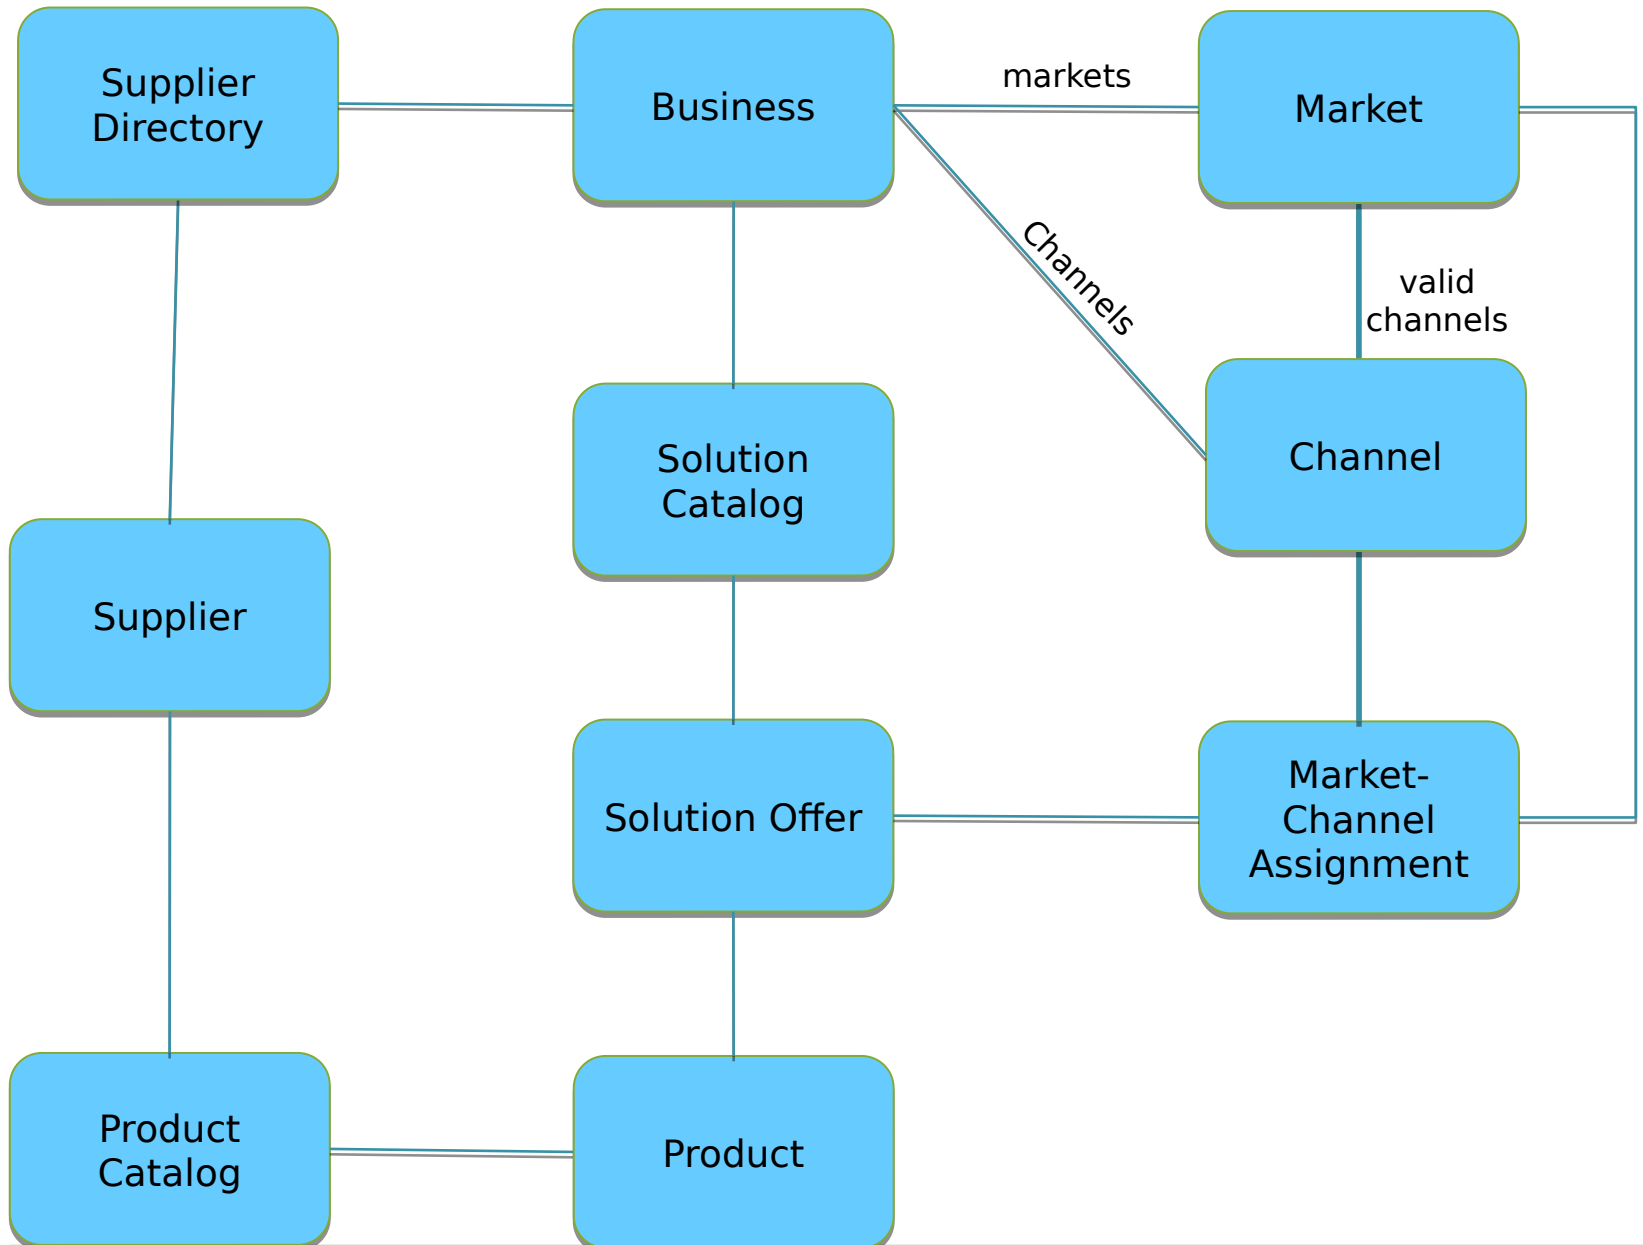 Supplier
Directory
Business
markets
Market
Channels
valid
channels
Solution
Catalog
Channel
Supplier
Solution Offer
Market-
Channel
Assignment
Product
Catalog
Product